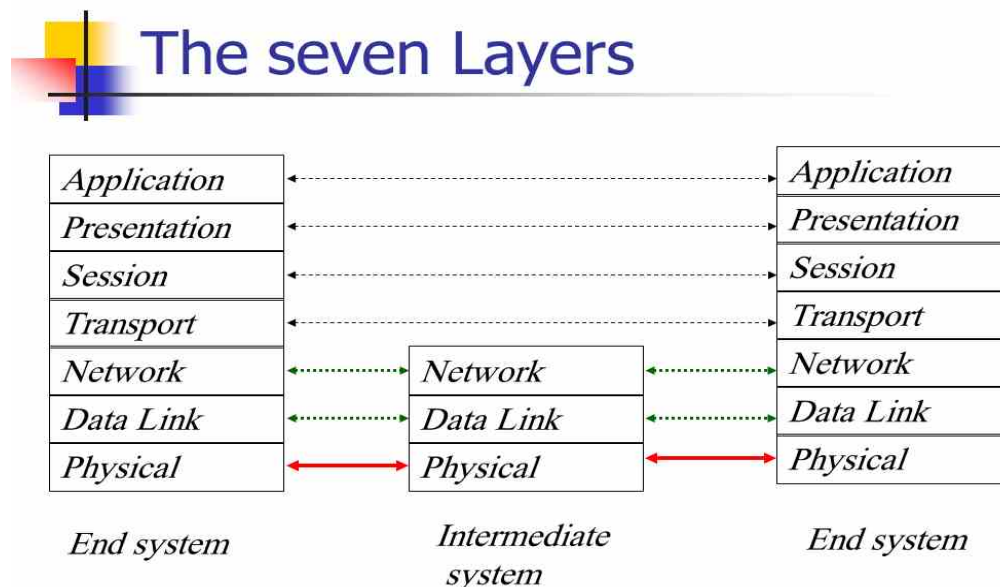 The seven Layers
Application
Presentation
Session
Transport
Network
Data Link
Physical
End system
Network
Data Link
Physical
Intermediate
system
Application
Presentation
Session
Transport
Network
Data Link
Physical
End system